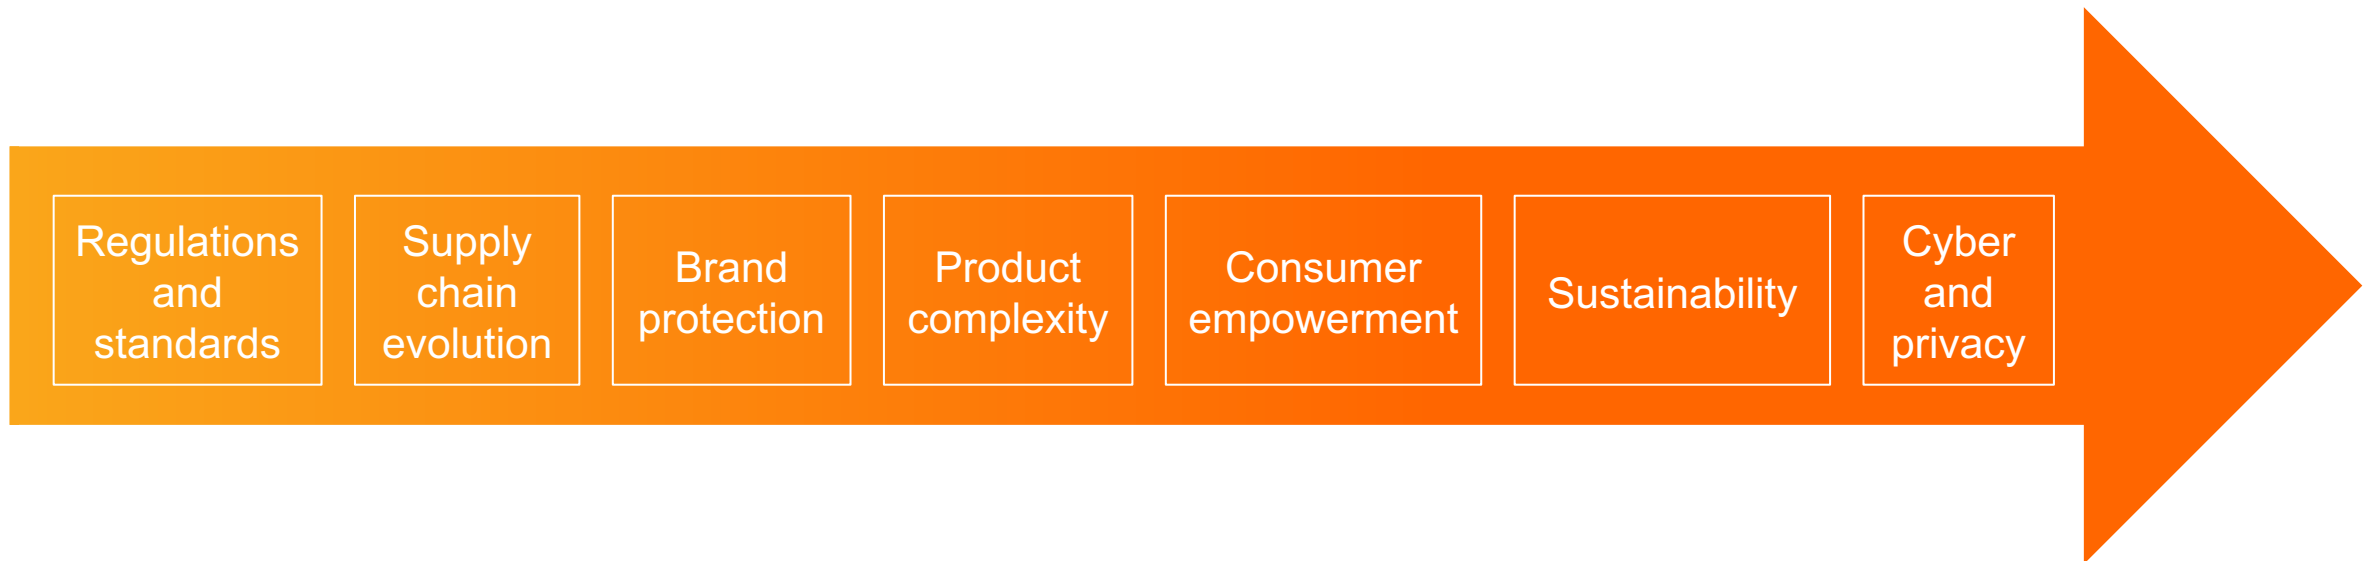 Regulations
and
standards
Supply
chain
evolution
Brand
protection
Product
complexity
Consumer
empowerment
Sustainability
Cyber
and
privacy